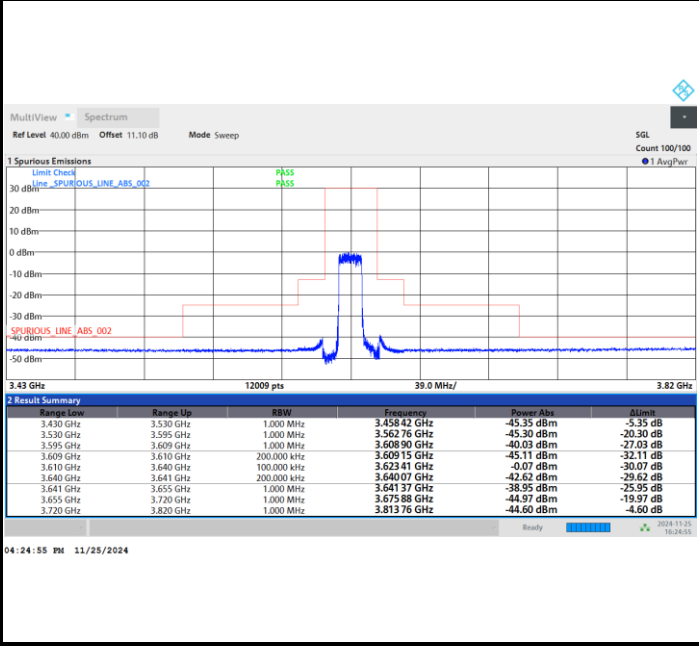 MultiView Spectrum
Ref Level 40.00 dBm Offset 11.10 dB Mode Sweep SGL
Count 100/100
1 Spurious Emissions 1 AvgPwr
Limit Check PASS
Line _SPURIOUS_LINE_ABS_002 PASS
30 dBm
20 dBm
10 dBm
0 dBm
-10 dBm
-20 dBm
-30 dBm
_SPURIOUS_LINE_ABS_002
-40 dBm
-50 dBm
3.43 GHz 12009 pts 39.0 MHz/ 3.82 GHz
2 Result Summary
Range Low Range Up RBW Frequency Power Abs ΔLimit
3.430 GHz 3.530 GHz 1.000 MHz 3.458 42 GHz -45.35 dBm -5.35 dB
3.530 GHz 3.595 GHz 1.000 MHz 3.562 76 GHz -45.30 dBm -20.30 dB
3.595 GHz 3.609 GHz 1.000 MHz 3.608 90 GHz -40.03 dBm -27.03 dB
3.609 GHz 3.610 GHz 200.000 kHz 3.609 15 GHz -45.11 dBm -32.11 dB
3.610 GHz 3.640 GHz 100.000 kHz 3.623 41 GHz -0.07 dBm -30.07 dB
3.640 GHz 3.641 GHz 200.000 kHz 3.640 07 GHz -42.62 dBm -29.62 dB
3.641 GHz 3.655 GHz 1.000 MHz 3.641 37 GHz -38.95 dBm -25.95 dB
3.655 GHz 3.720 GHz 1.000 MHz 3.675 88 GHz -44.97 dBm -19.97 dB
3.720 GHz 3.820 GHz 1.000 MHz 3.813 76 GHz -44.60 dBm -4.60 dB
Ready 2024-11-25
16:24:55
04:24:55 PM 11/25/2024